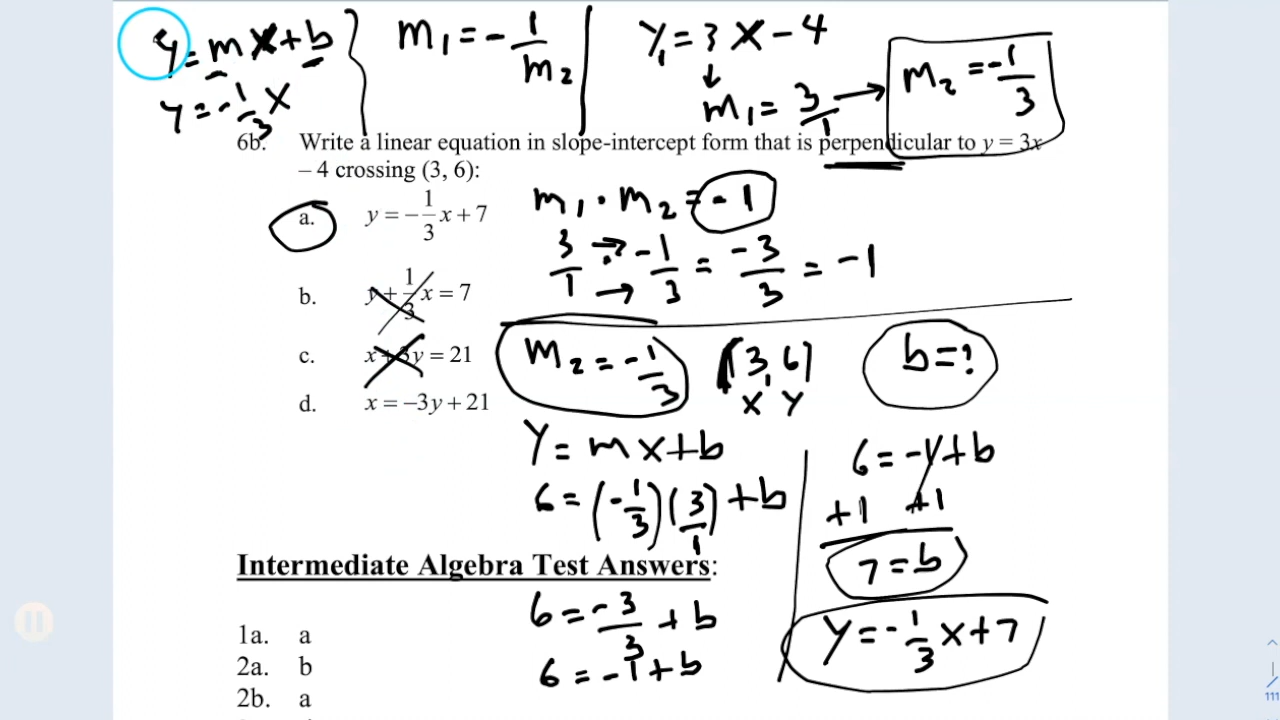 y = mx + b
y = -1/3 x
m₁ = -1/m₂
y₁ = 3x - 4
m₁ = 3/1 → m₂ = -1/3
6b. Write a linear equation in slope-intercept form that is perpendicular to y = 3x
– 4 crossing (3, 6):
a. y = -1/3 x + 7
b. y + 1/3 x = 7
c. x + 3y = 21
d. x = -3y + 21
m₁ · m₂ = -1
3/1 · -1/3 = -3/3 = -1
m₂ = -1/3 (3, 6) b = ?
x y
y = mx + b
6 = (-1/3)(3/1) + b
6 = -3/3 + b
6 = -1 + b
6 = -1 + b
+1 +1
7 = b
y = -1/3 x + 7
Intermediate Algebra Test Answers:
1a. a
2a. b
2b. a
1
/
111